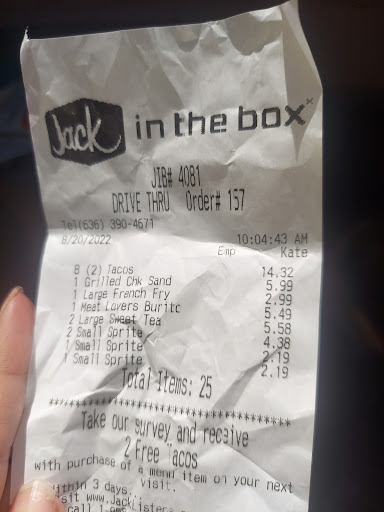 Jack in the box
JIB# 4081
DRIVE THRU Order# 157
Tel(636) 390-4671
8/20/2022 10:04:43 AM
Emp Kate
8 (2) Tacos 14.32
1 Grilled Chk Sand 5.99
1 Large French Fry 2.99
1 Meat Lovers Burito 5.49
2 Large Sweet Tea 5.58
2 Small Sprite 4.38
1 Small Sprite 2.19
1 Small Sprite 2.19
Total Items: 25
Take our survey and receive
2 Free Tacos
with purchase of a menu item on your next
visit.
Within 3 days,